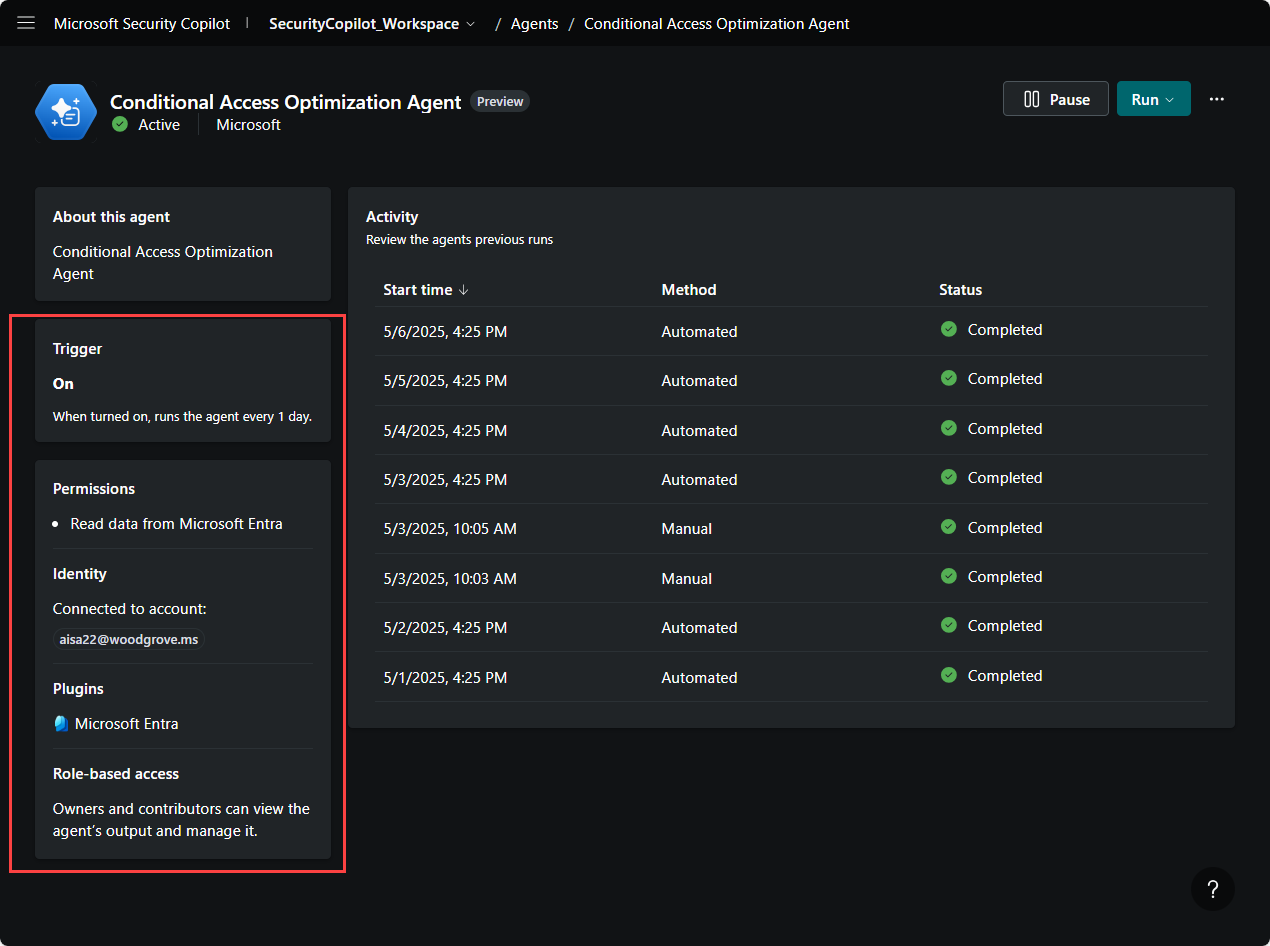 Microsoft Security Copilot | SecurityCopilot_Workspace / Agents / Conditional Access Optimization Agent
Conditional Access Optimization Agent Preview
Active Microsoft
Pause Run ...
About this agent
Conditional Access Optimization
Agent
Trigger
On
When turned on, runs the agent every 1 day.
Permissions
• Read data from Microsoft Entra
Identity
Connected to account:
aisa22@woodgrove.ms
Plugins
Microsoft Entra
Role-based access
Owners and contributors can view the
agent’s output and manage it.
Activity
Review the agents previous runs
Start time ↓ Method Status
5/6/2025, 4:25 PM Automated Completed
5/5/2025, 4:25 PM Automated Completed
5/4/2025, 4:25 PM Automated Completed
5/3/2025, 4:25 PM Automated Completed
5/3/2025, 10:05 AM Manual Completed
5/3/2025, 10:03 AM Manual Completed
5/2/2025, 4:25 PM Automated Completed
5/1/2025, 4:25 PM Automated Completed
?